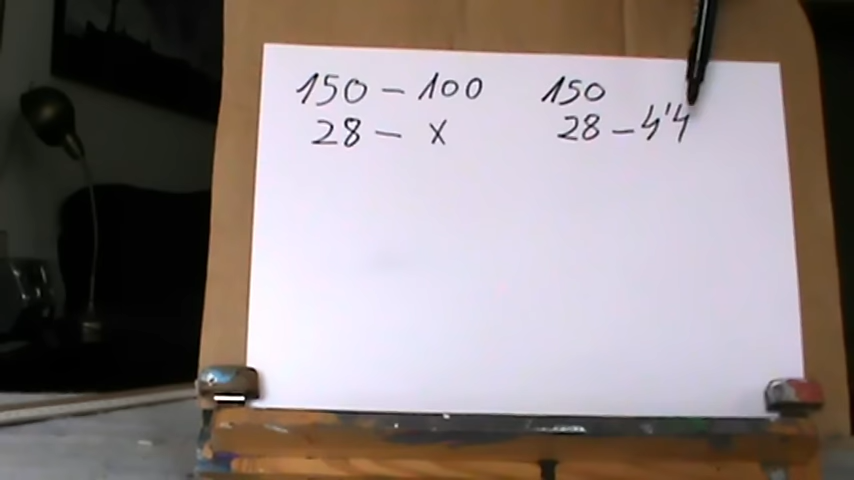 150 – 100
28 – x
150
28 – 4'4